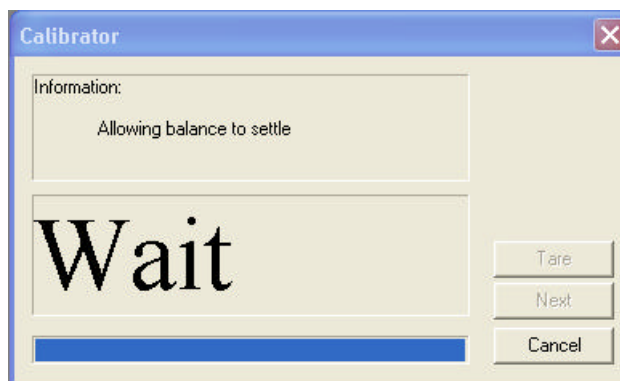 Calibrator
Information:
Allowing balance to settle
Wait
Tare
Next
Cancel